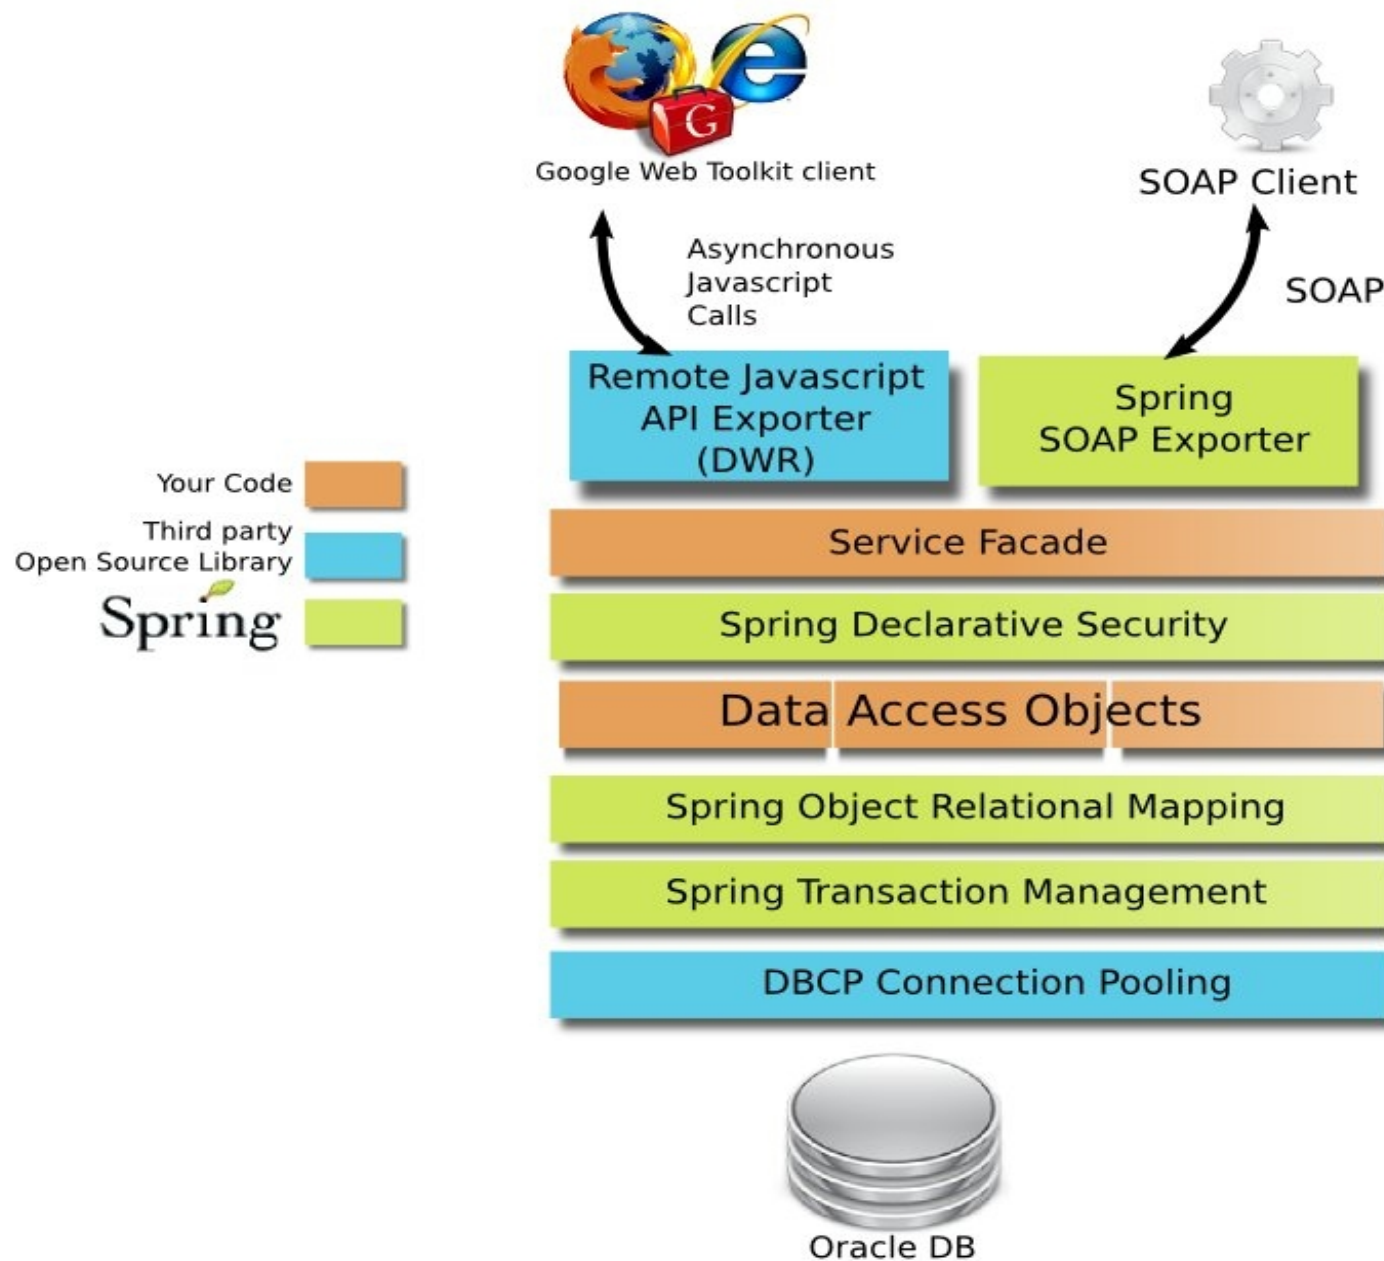 G
Google Web Toolkit client
SOAP Client
Asynchronous
Javascript
Calls
SOAP
Remote Javascript
API Exporter
(DWR)
Spring
SOAP Exporter
Your Code
Third party
Open Source Library
Spring
Service Facade
Spring Declarative Security
Data Access Objects
Spring Object Relational Mapping
Spring Transaction Management
DBCP Connection Pooling
Oracle DB